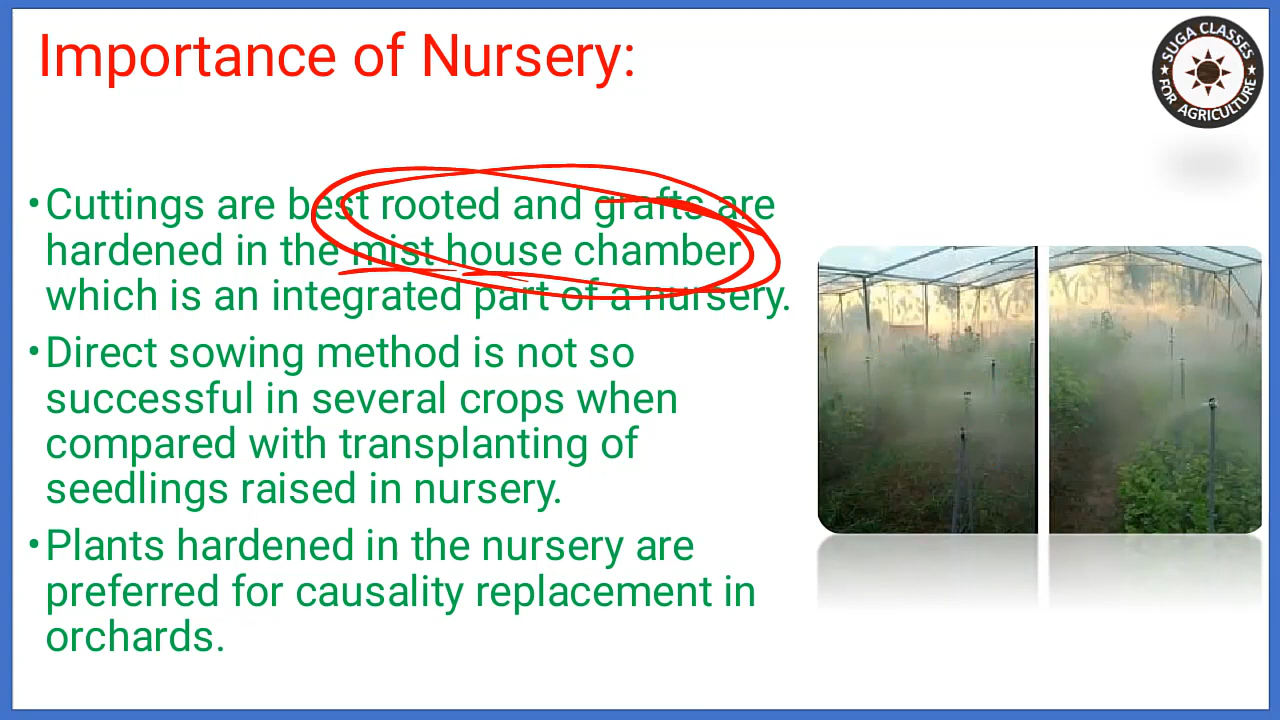 Importance of Nursery:
SUGA CLASSES
FOR AGRICULTURE
•Cuttings are best rooted and grafts are
hardened in the mist house chamber
which is an integrated part of a nursery.
•Direct sowing method is not so
successful in several crops when
compared with transplanting of
seedlings raised in nursery.
•Plants hardened in the nursery are
preferred for causality replacement in
orchards.